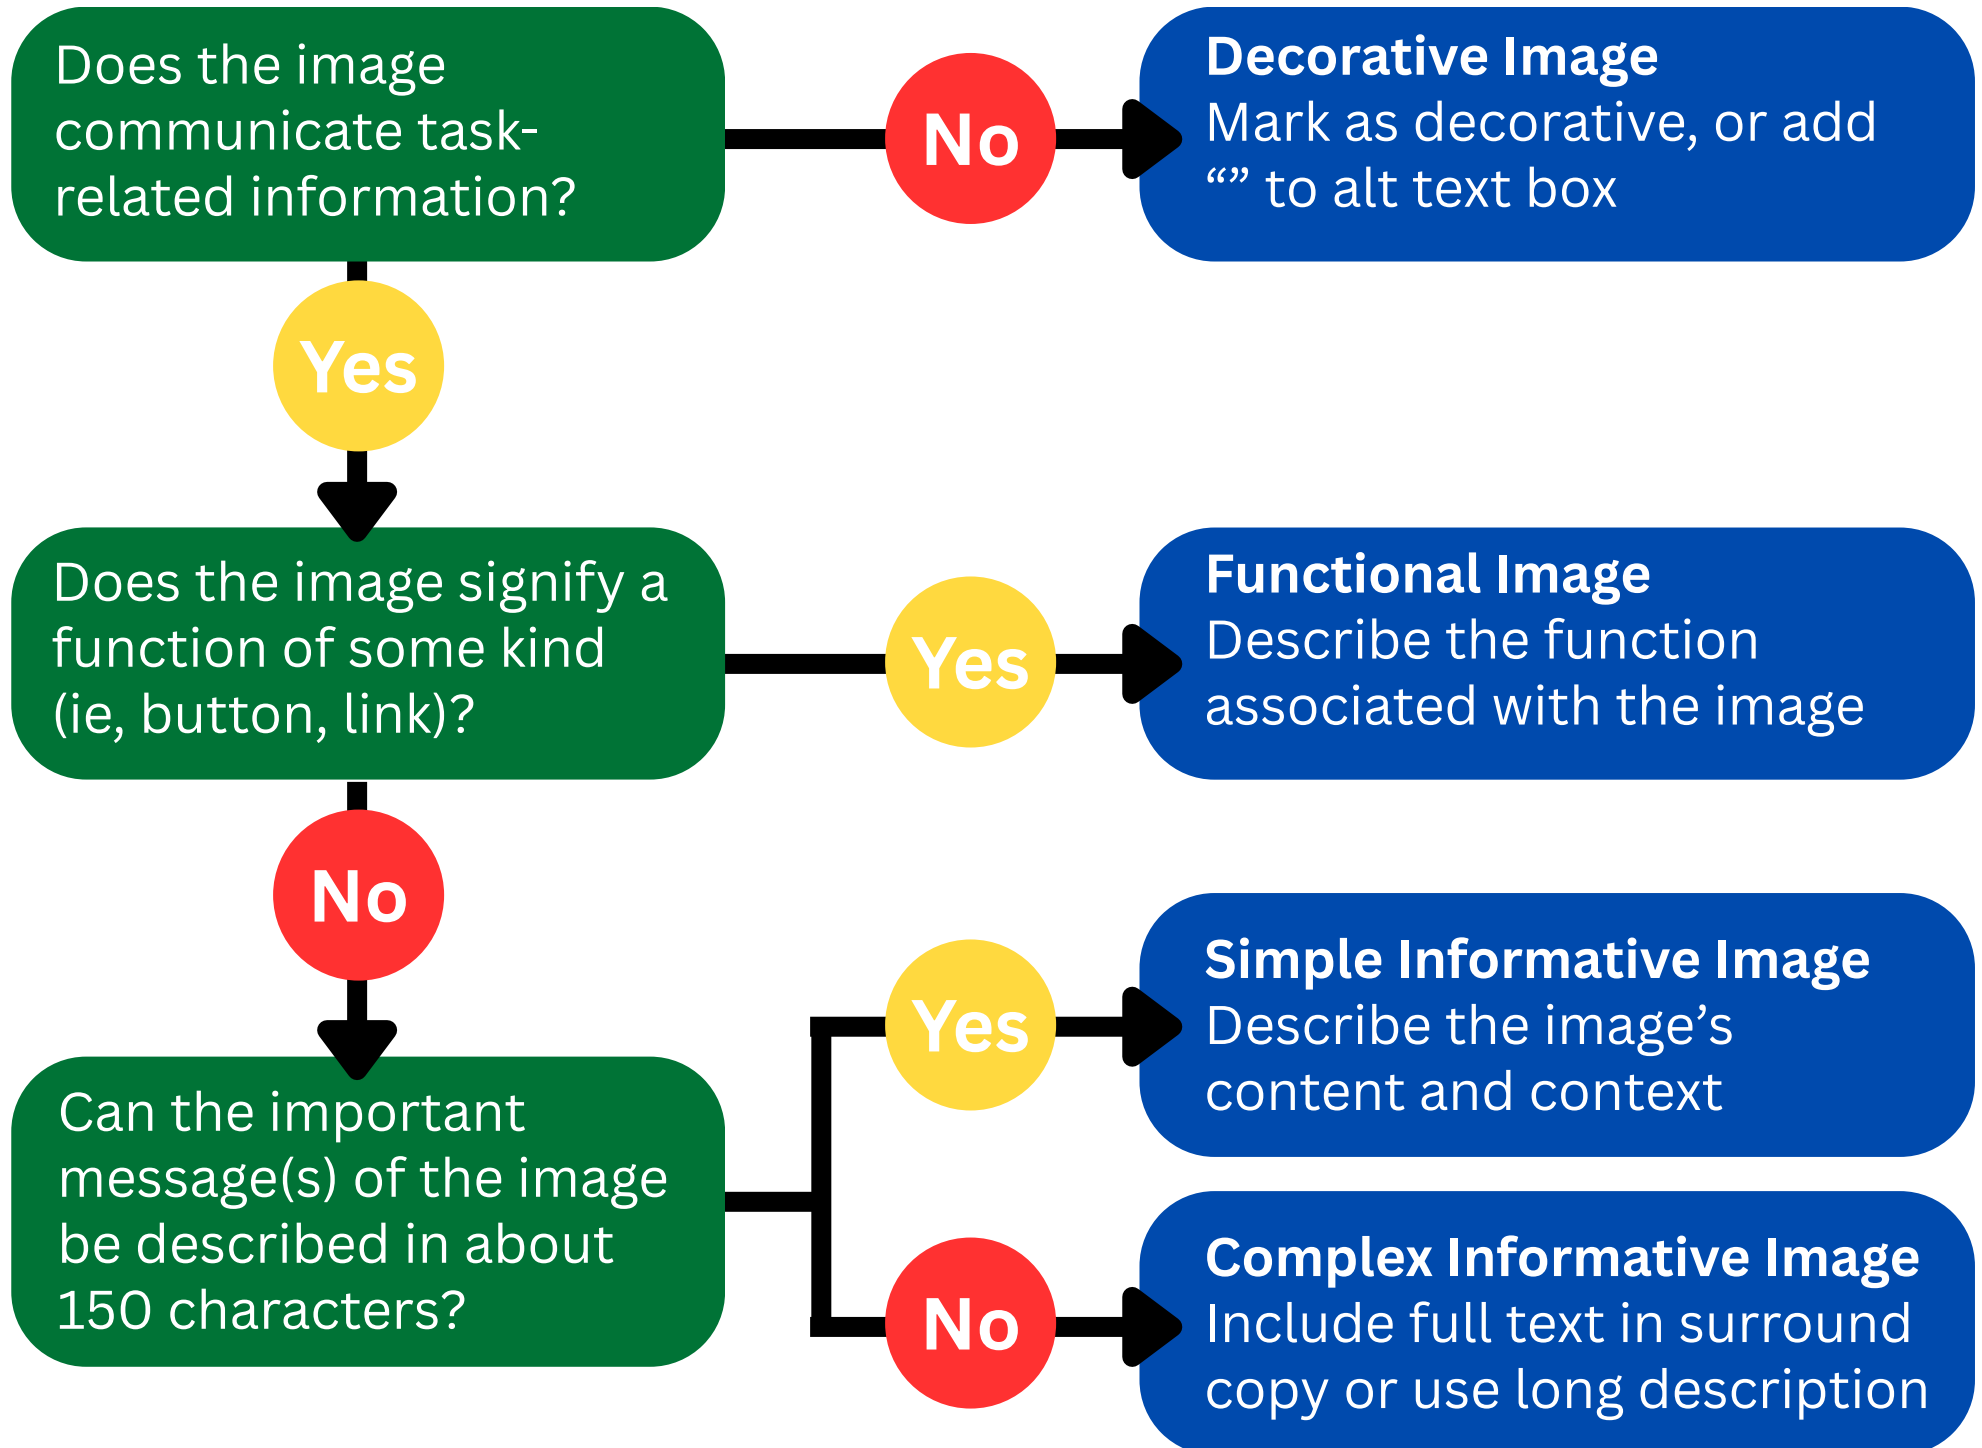 Does the image
communicate task-
related information?
No
Decorative Image
Mark as decorative, or add
“” to alt text box
Yes
Does the image signify a
function of some kind
(ie, button, link)?
Yes
Functional Image
Describe the function
associated with the image
No
Can the important
message(s) of the image
be described in about
150 characters?
Yes
Simple Informative Image
Describe the image’s
content and context
No
Complex Informative Image
Include full text in surround
copy or use long description